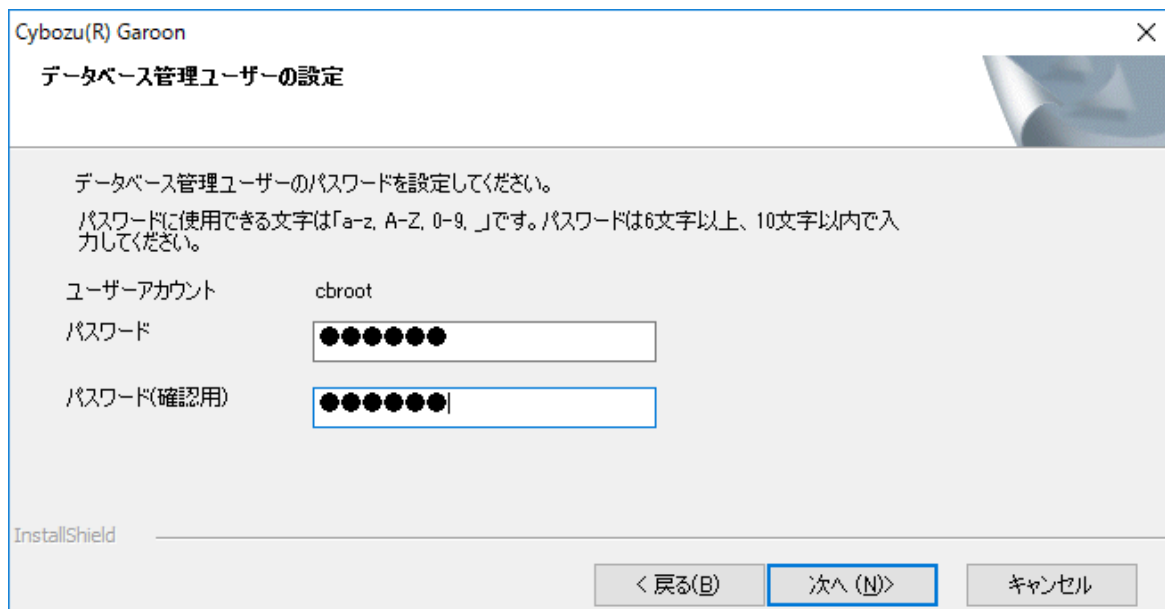 Cybozu(R) Garoon
データベース管理ユーザーの設定
データベース管理ユーザーのパスワードを設定してください。
パスワードに使用できる文字は「a-z, A-Z, 0-9, _」です。パスワードは6文字以上、10文字以内で入
力してください。
ユーザーアカウント cbroot
パスワード ●●●●●●
パスワード(確認用) ●●●●●●
InstallShield
< 戻る(B) 次へ (N)> キャンセル